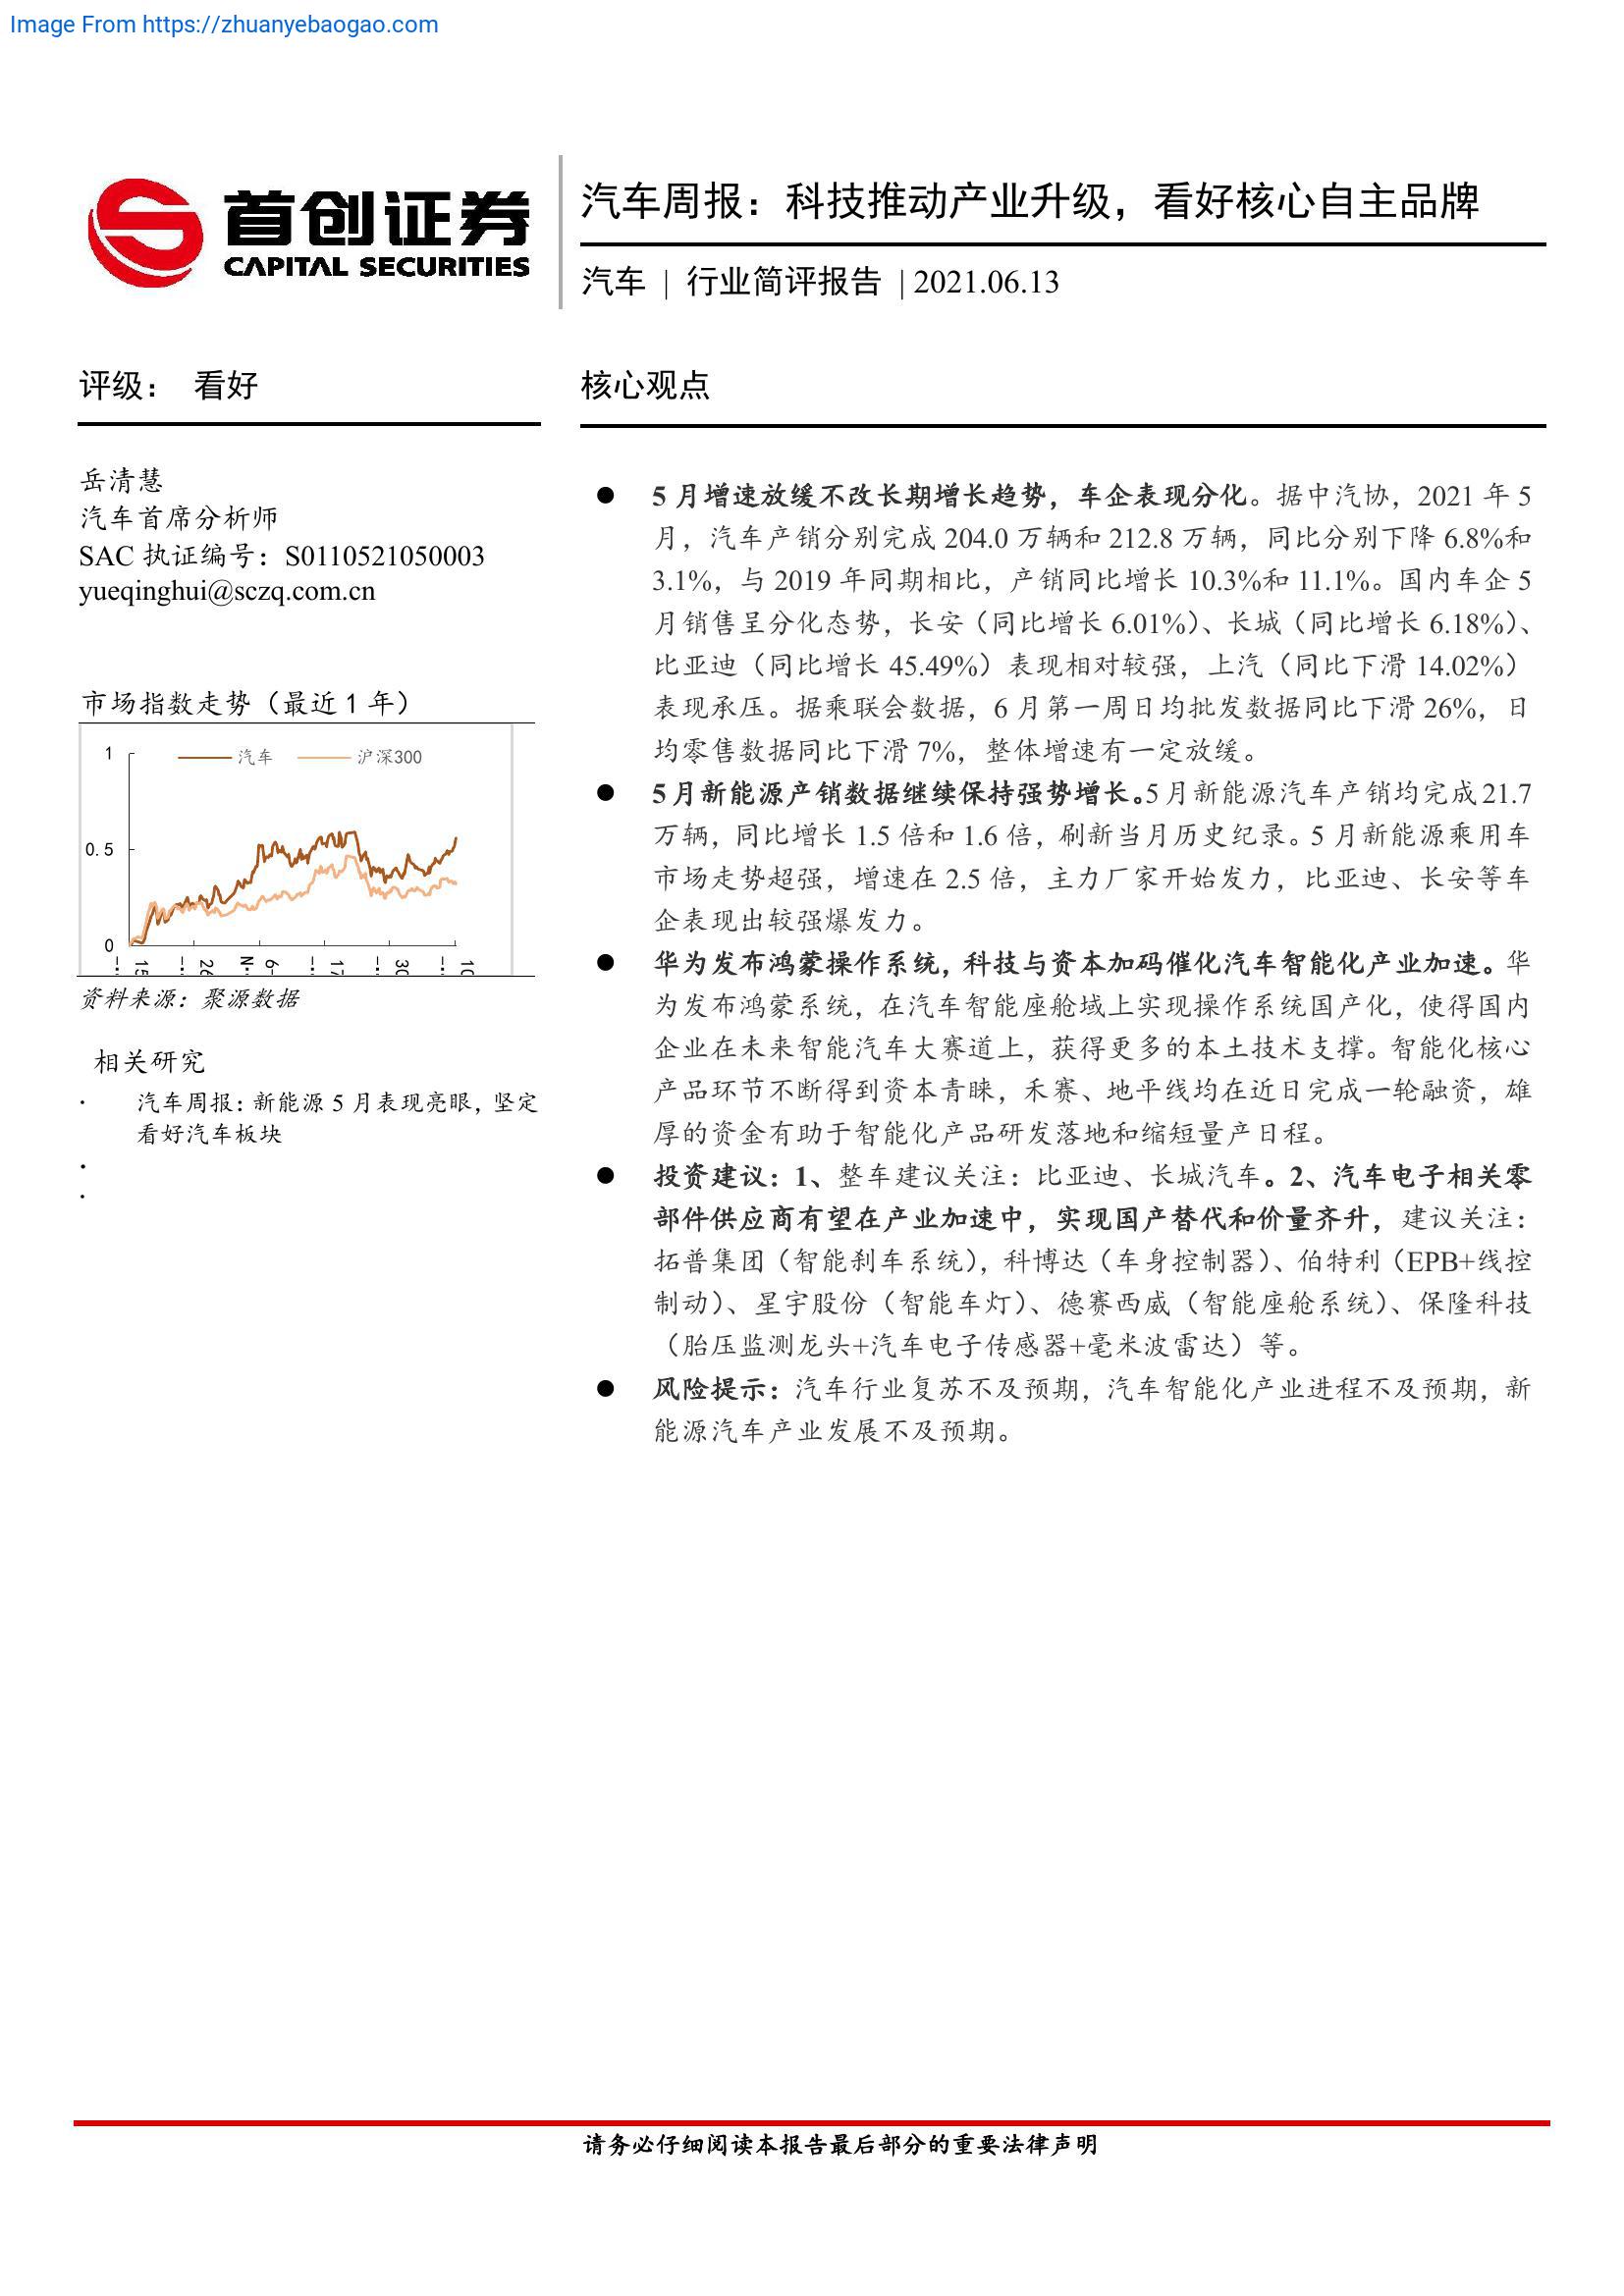 Image From https://zhuanyebaogao.com
首创证券
CAPITAL SECURITIES
汽车周报：科技推动产业升级，看好核心自主品牌
汽车 | 行业简评报告 | 2021.06.13
评级： 看好
岳清慧
汽车首席分析师
SAC 执证编号：S0110521050003
yueqinghui@sczq.com.cn
市场指数走势（最近 1 年）
汽车 沪深300
1
0.5
0
资料来源：聚源数据
相关研究
· 汽车周报：新能源 5 月表现亮眼，坚定
看好汽车板块
·
·
核心观点
● 5 月增速放缓不改长期增长趋势，车企表现分化。据中汽协，2021 年 5
月，汽车产销分别完成 204.0 万辆和 212.8 万辆，同比分别下降 6.8%和
3.1%，与 2019 年同期相比，产销同比增长 10.3%和 11.1%。国内车企 5
月销售呈分化态势，长安（同比增长 6.01%）、长城（同比增长 6.18%）、
比亚迪（同比增长 45.49%）表现相对较强，上汽（同比下滑 14.02%）
表现承压。据乘联会数据，6 月第一周日均批发数据同比下滑 26%，日
均零售数据同比下滑 7%，整体增速有一定放缓。
● 5 月新能源产销数据继续保持强势增长。5 月新能源汽车产销均完成 21.7
万辆，同比增长 1.5 倍和 1.6 倍，刷新当月历史纪录。5 月新能源乘用车
市场走势超强，增速在 2.5 倍，主力厂家开始发力，比亚迪、长安等车
企表现出较强爆发力。
● 华为发布鸿蒙操作系统，科技与资本加码催化汽车智能化产业加速。华
为发布鸿蒙系统，在汽车智能座舱域上实现操作系统国产化，使得国内
企业在未来智能汽车大赛道上，获得更多的本土技术支撑。智能化核心
产品环节不断得到资本青睐，禾赛、地平线均在近日完成一轮融资，雄
厚的资金有助于智能化产品研发落地和缩短量产日程。
● 投资建议：1、整车建议关注：比亚迪、长城汽车。2、汽车电子相关零
部件供应商有望在产业加速中，实现国产替代和价量齐升，建议关注：
拓普集团（智能刹车系统），科博达（车身控制器）、伯特利（EPB+线控
制动）、星宇股份（智能车灯）、德赛西威（智能座舱系统）、保隆科技
（胎压监测龙头+汽车电子传感器+毫米波雷达）等。
● 风险提示：汽车行业复苏不及预期，汽车智能化产业进程不及预期，新
能源汽车产业发展不及预期。
请务必仔细阅读本报告最后部分的重要法律声明